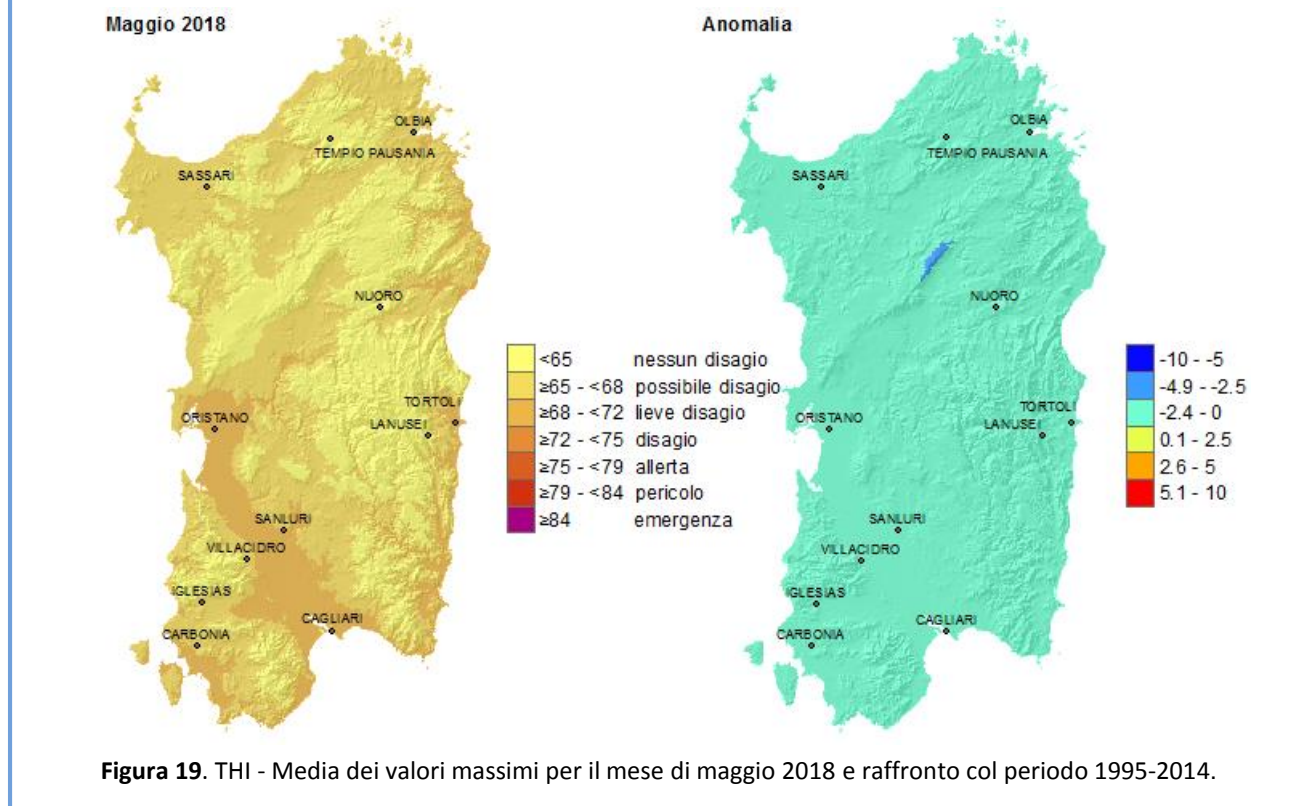 Maggio 2018
OLBIA
TEMPIO PAUSANIA
SASSARI
NUORO
ORISTANO
TORTOLI
LANUSEI
SANLURI
VILLACIDRO
IGLESIAS
CAGLIARI
CARBONIA
<65 nessun disagio
≥65 - <68 possibile disagio
≥68 - <72 lieve disagio
≥72 - <75 disagio
≥75 - <79 allerta
≥79 - <84 pericolo
≥84 emergenza
Anomalia
OLBIA
TEMPIO PAUSANIA
SASSARI
NUORO
ORISTANO
TORTOLI
LANUSEI
SANLURI
VILLACIDRO
IGLESIAS
CAGLIARI
CARBONIA
-10 - -5
-4.9 - -2.5
-2.4 - 0
0.1 - 2.5
2.6 - 5
5.1 - 10
Figura 19. THI - Media dei valori massimi per il mese di maggio 2018 e raffronto col periodo 1995-2014.